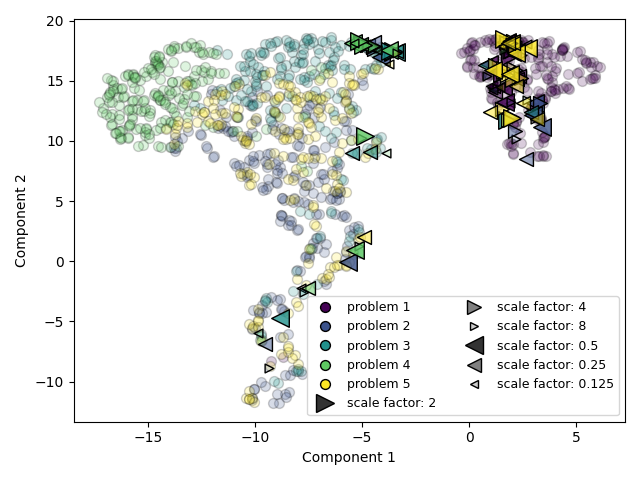 20
15
10
5
0
−5
−10
Component 2
−15
−10
−5
0
5
Component 1
problem 1
problem 2
problem 3
problem 4
problem 5
scale factor: 2
scale factor: 4
scale factor: 8
scale factor: 0.5
scale factor: 0.25
scale factor: 0.125